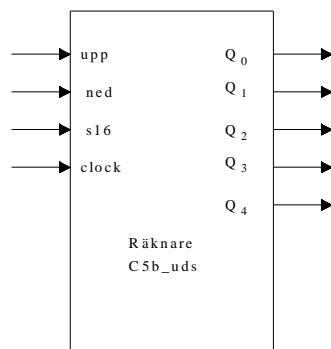 upp Q0
ned Q1
s16 Q2
clock Q3
Q4
Räknare
C5b_uds